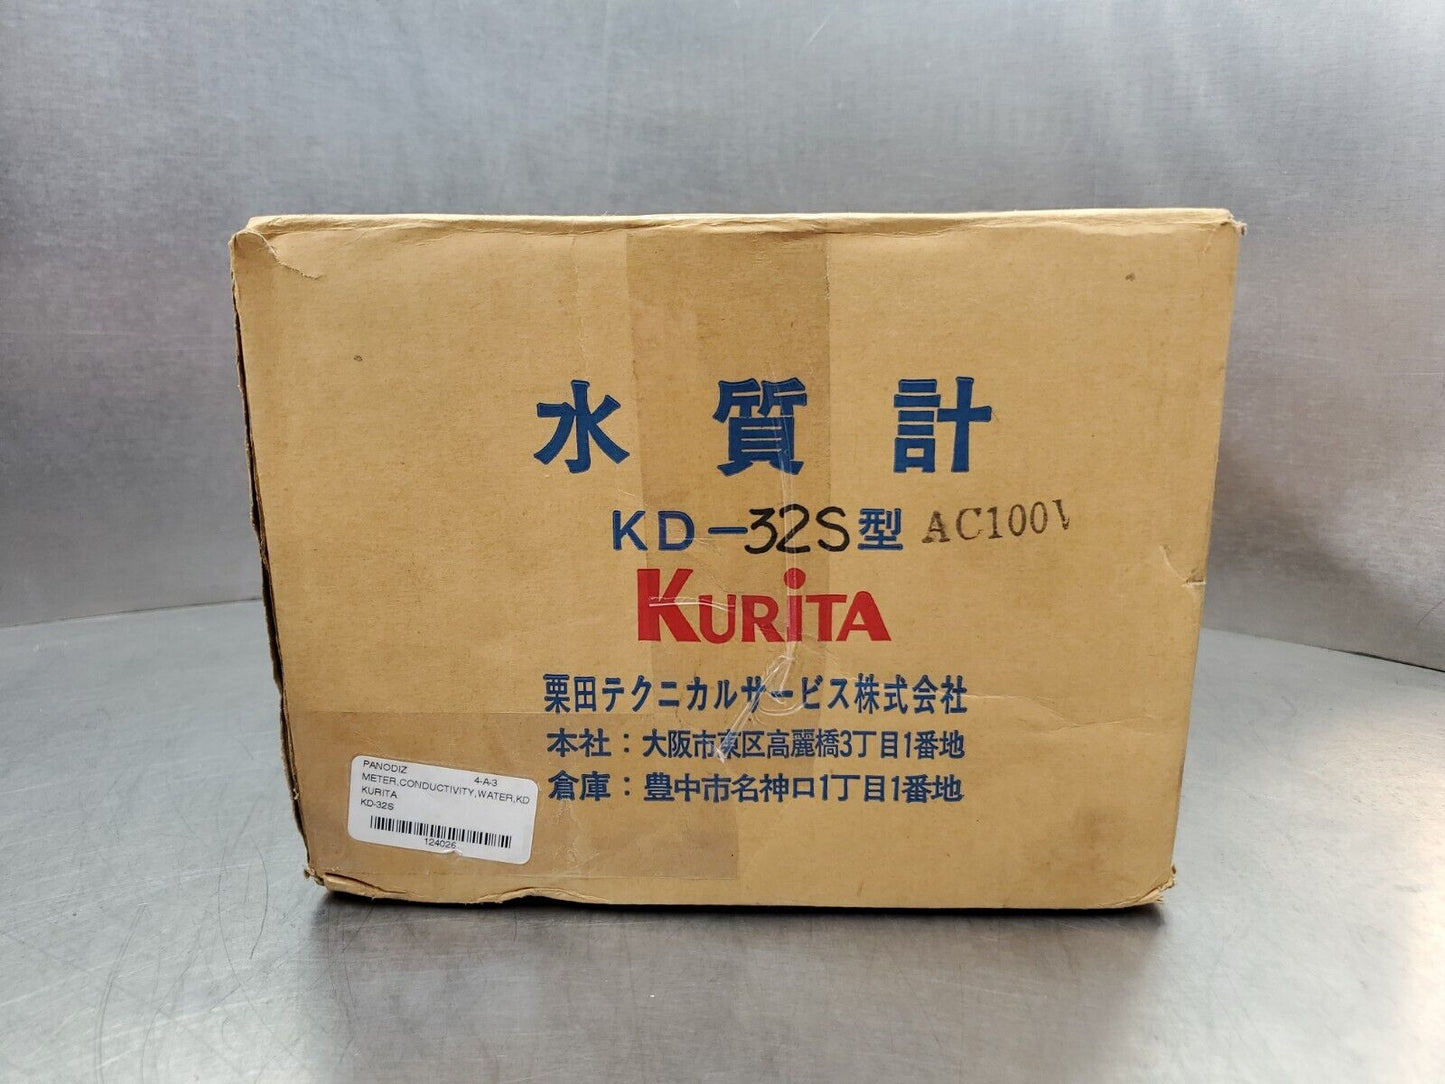 水質計
KD-32S型 AC100V
KURiTA
栗田テクニカルサービス株式会社
本社：大阪市東区高麗橋3丁目1番地
倉庫：豊中市名神口1丁目1番地
PANODIZ 4-A-3
METER,CONDUCTIVITY,WATER,KD
KURITA
KD-32S
124026